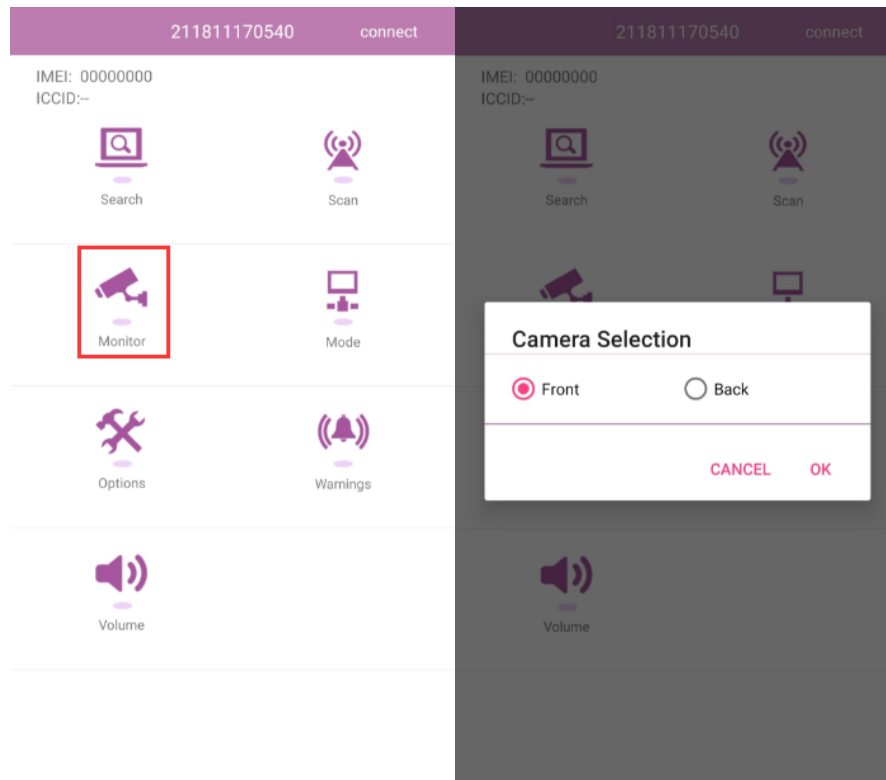 211811170540 connect
IMEI: 00000000
ICCID:--
Search Scan
Monitor Mode
Options Warnings
Volume
211811170540 connect
IMEI: 00000000
ICCID:--
Search Scan
Camera Selection
Front Back
CANCEL OK
Volume